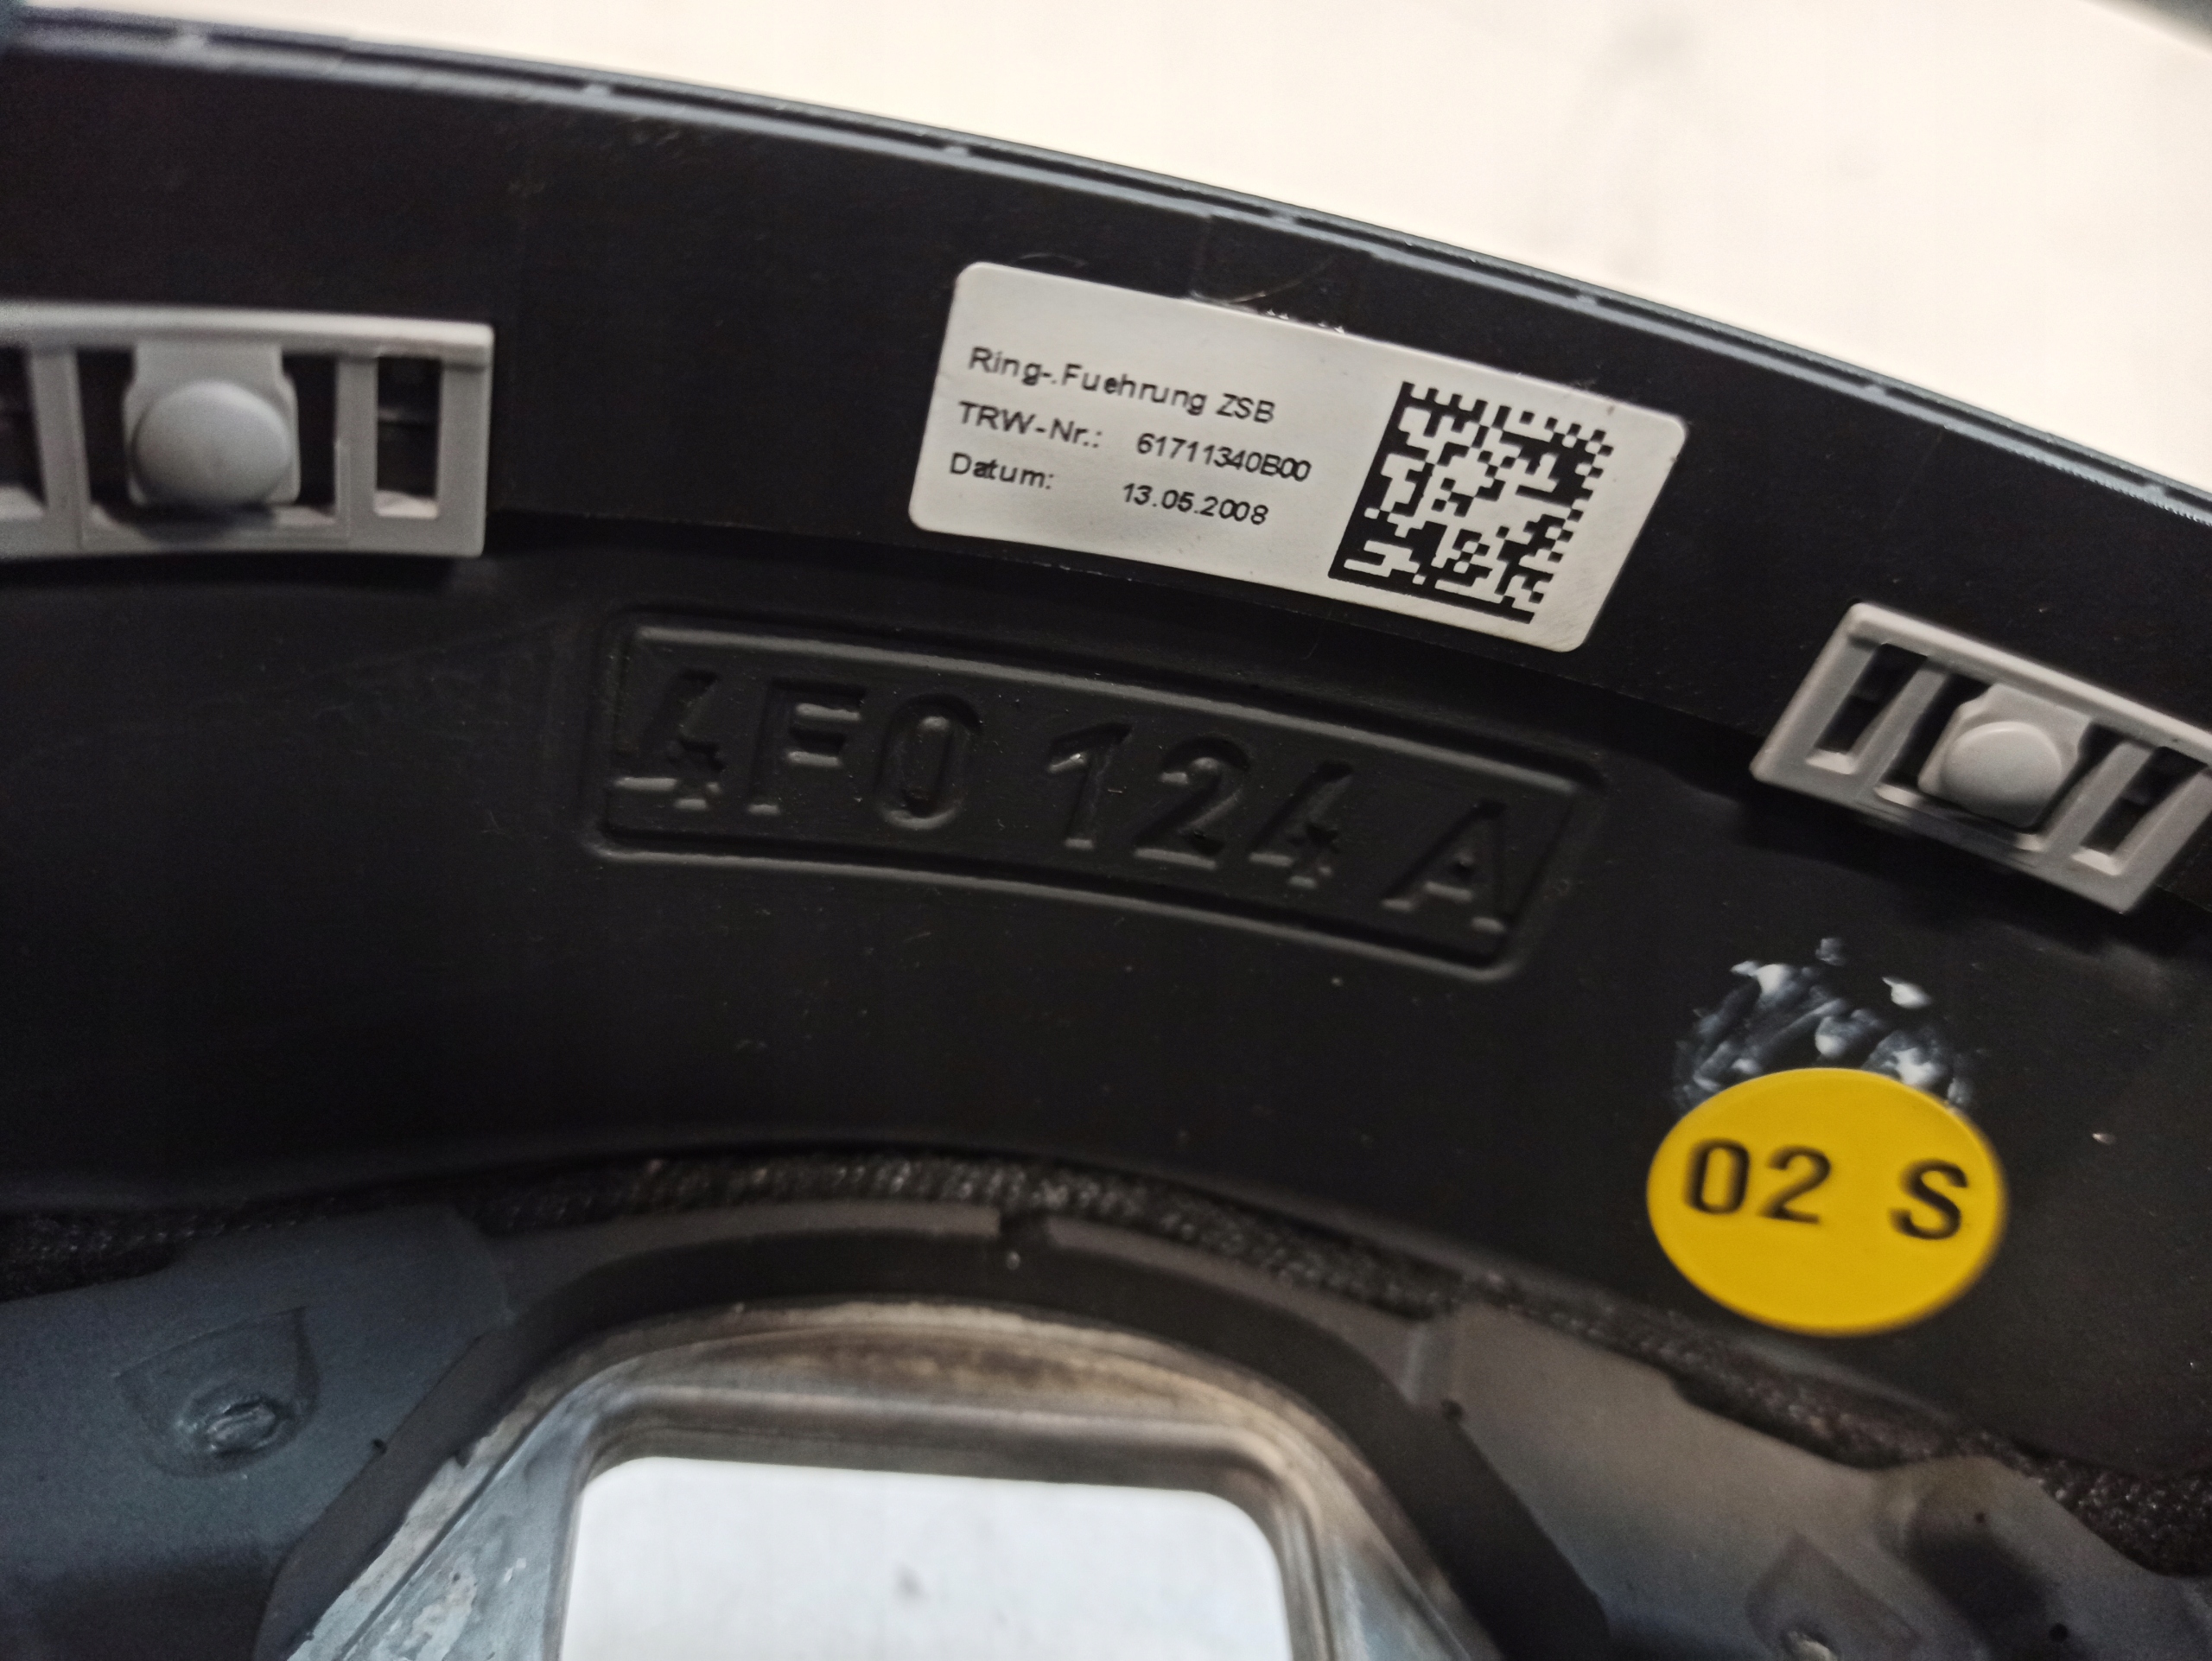 Ring-.Fuehrung ZSB
TRW-Nr.: 61711340B00
Datum: 13.05.2008
4F0 124 A
02 S